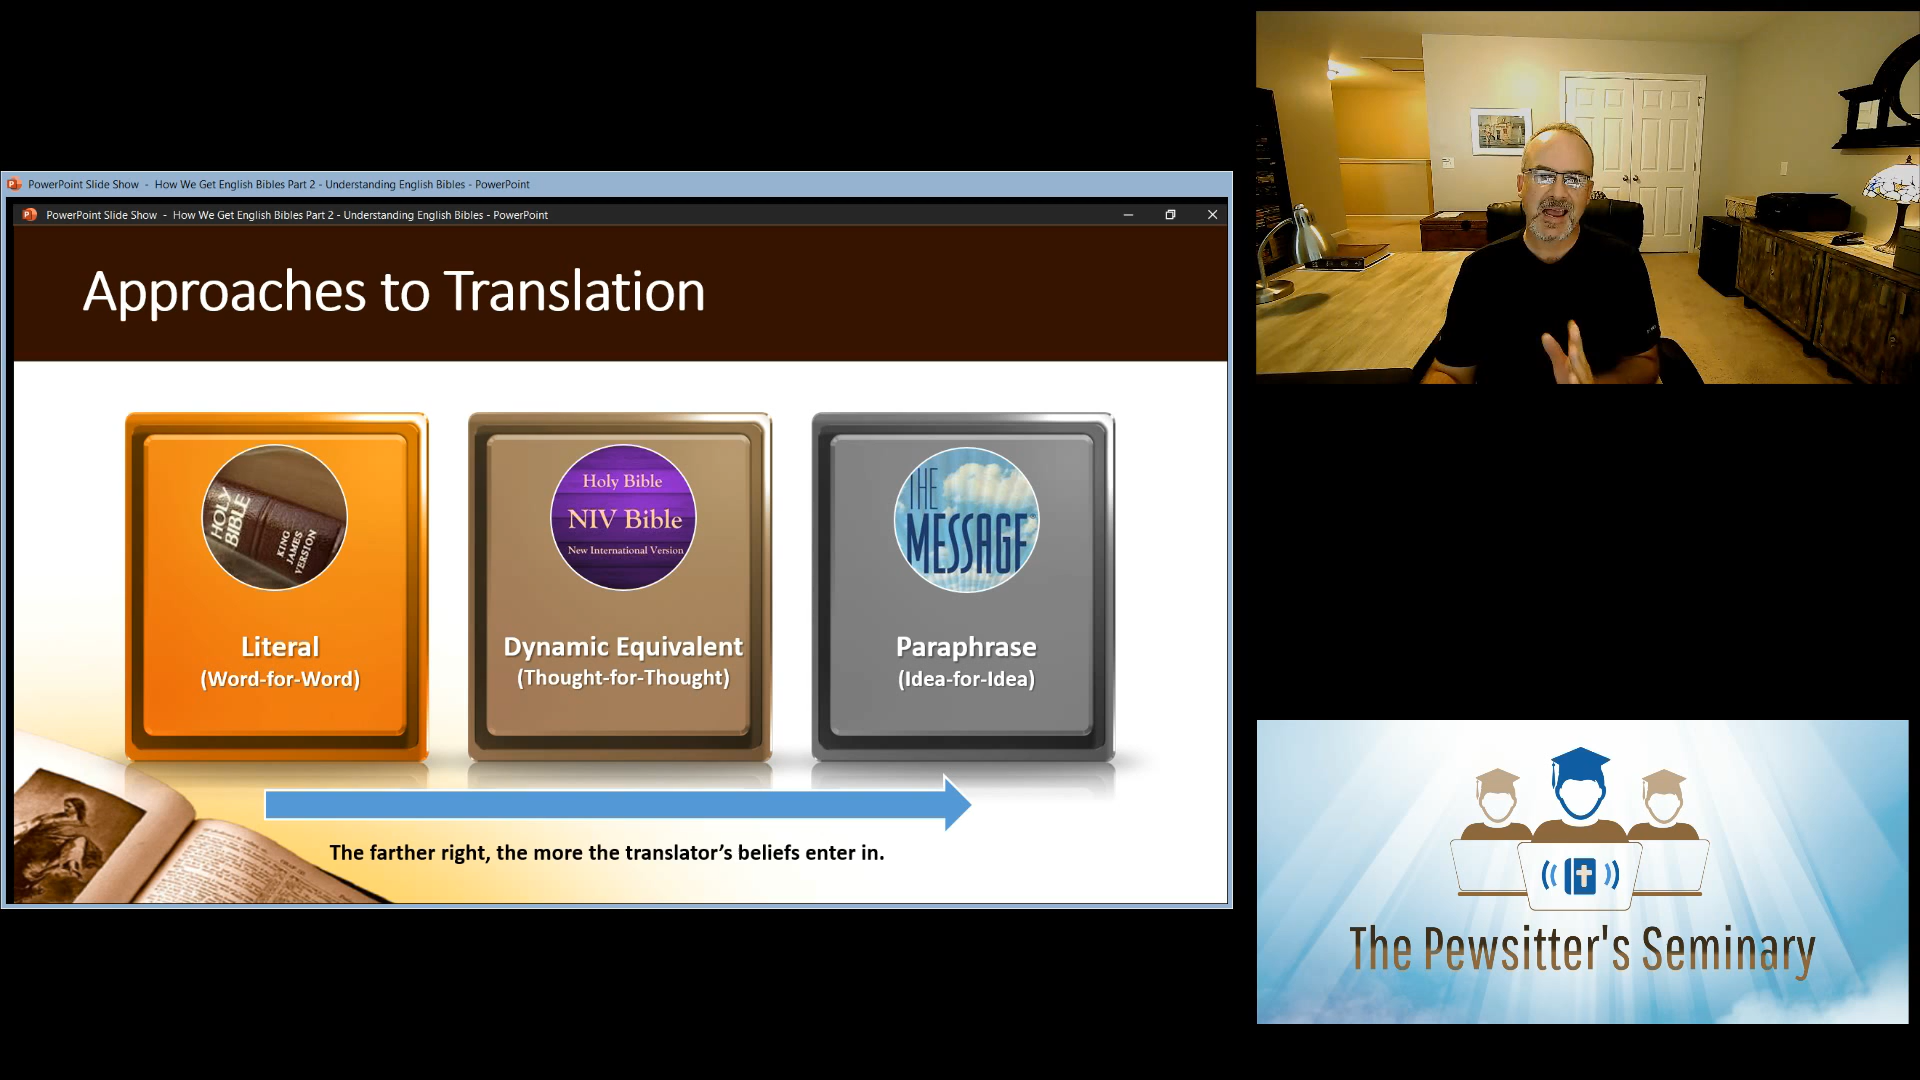 PowerPoint Slide Show - How We Get English Bibles Part 2 - Understanding English Bibles - PowerPoint
PowerPoint Slide Show - How We Get English Bibles Part 2 - Understanding English Bibles - PowerPoint
Approaches to Translation
HOLY
BIBLE
KING
JAMES
VERSION
Literal
(Word-for-Word)
Holy Bible
NIV Bible
New International Version
Dynamic Equivalent
(Thought-for-Thought)
THE
MESSAGE
Paraphrase
(Idea-for-Idea)
The farther right, the more the translator's beliefs enter in.
The Pewsitter's Seminary